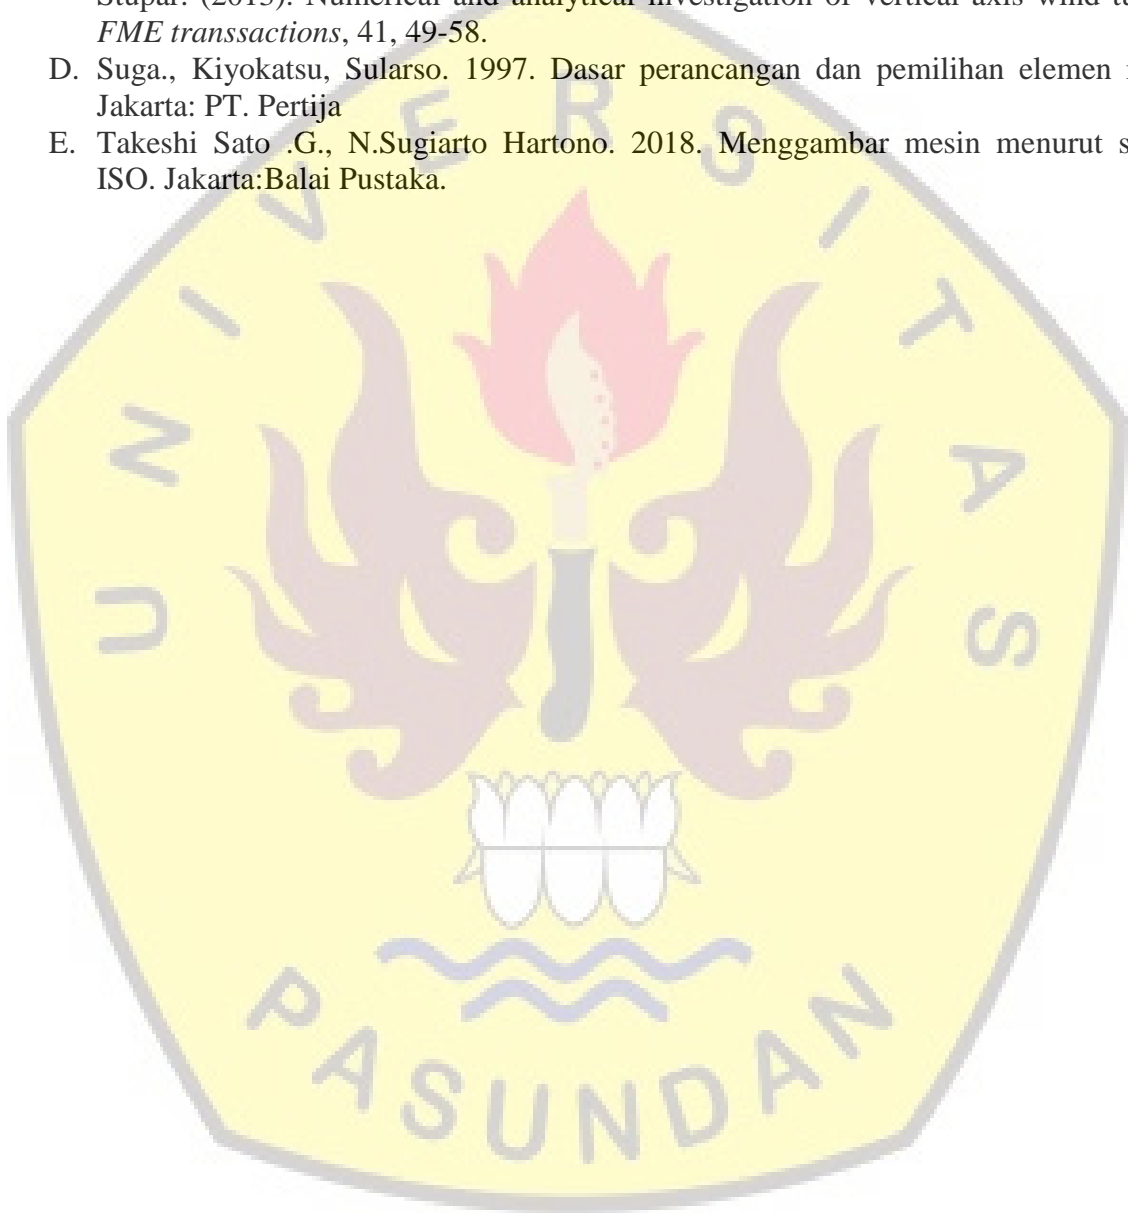 Stupar. (2013). Numerical and analytical investigation of vertical axis wind
FME transsactions, 41, 49-58.
D. Suga., Kiyokatsu, Sularso. 1997. Dasar perancangan dan pemilihan elemen
Jakarta: PT. Pertija
E. Takeshi Sato .G., N.Sugiarto Hartono. 2018. Menggambar mesin menurut
ISO. Jakarta:Balai Pustaka.
UNIVERSITAS
PASUNDAN